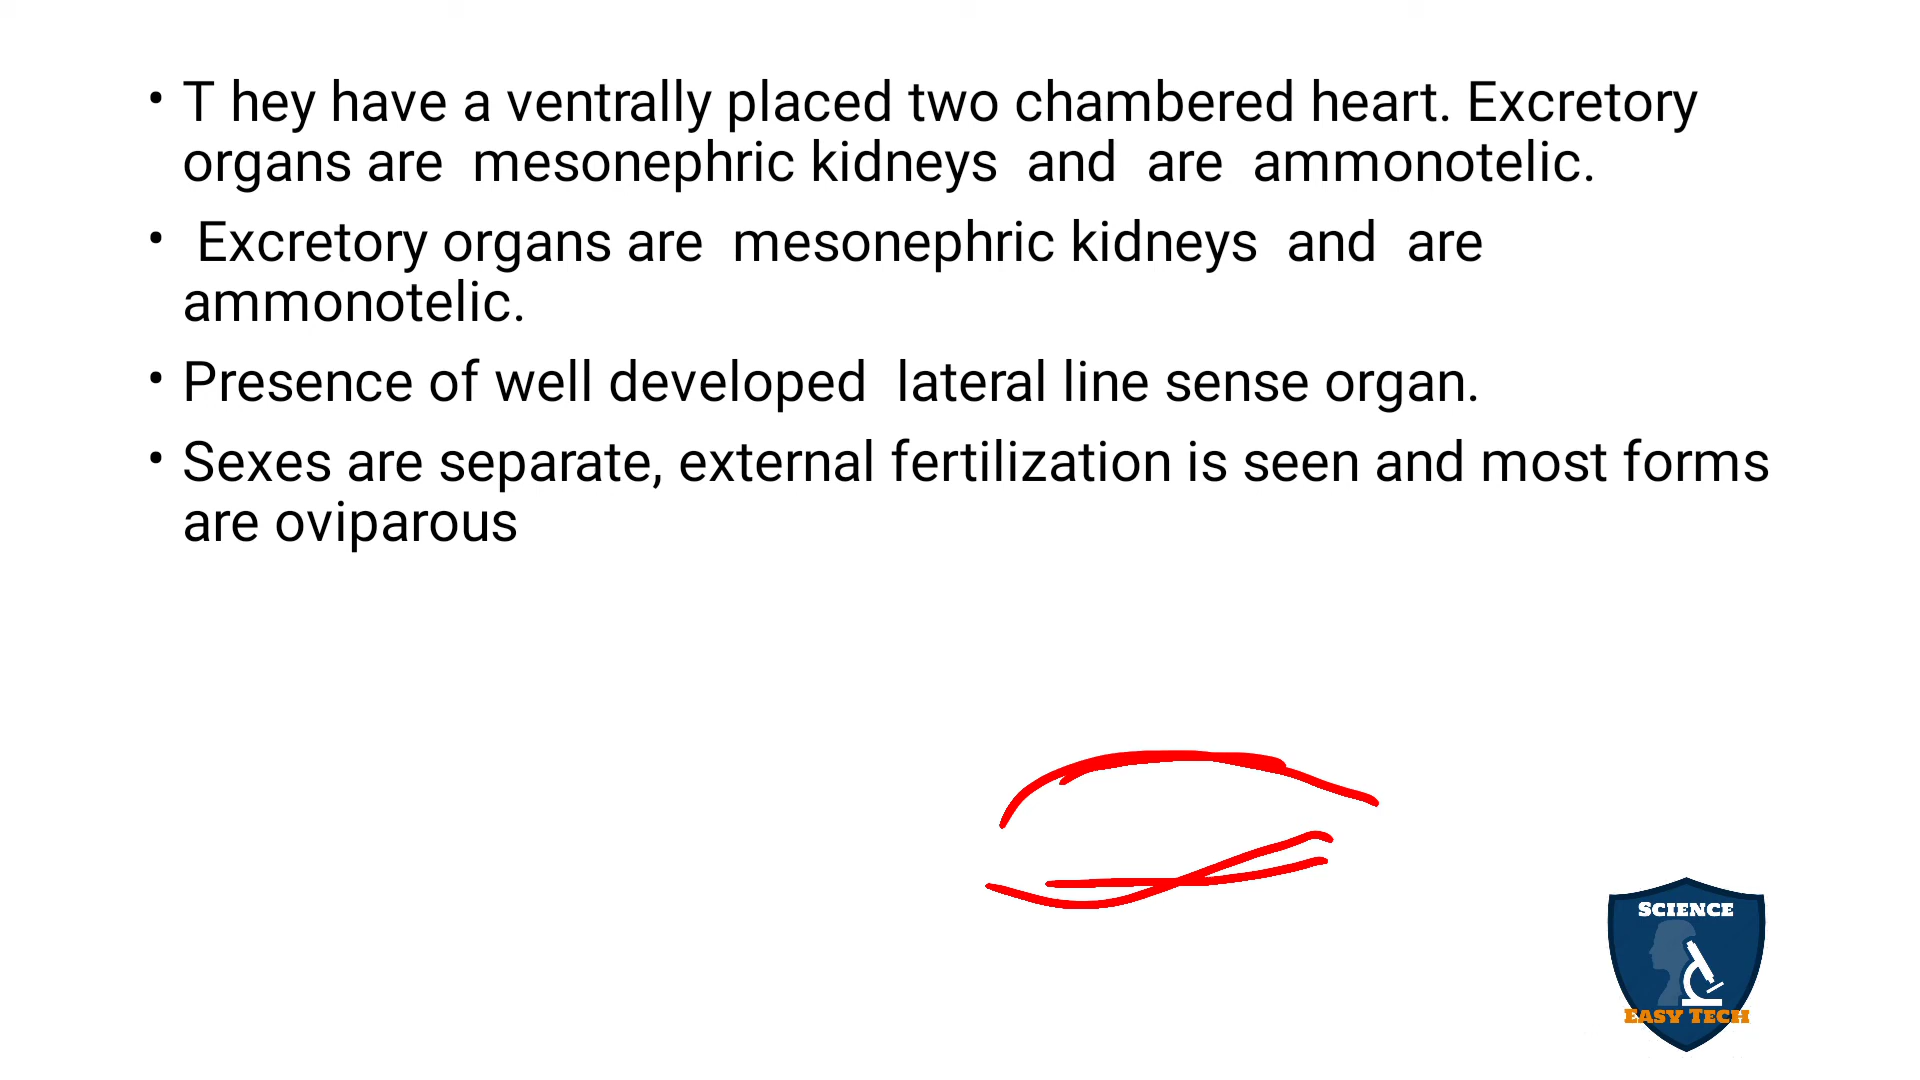 • T hey have a ventrally placed two chambered heart. Excretory
organs are  mesonephric kidneys  and  are  ammonotelic.
•  Excretory organs are  mesonephric kidneys  and  are
ammonotelic.
• Presence of well developed  lateral line sense organ.
• Sexes are separate, external fertilization is seen and most forms
are oviparous
SCIENCE
EASY TECH